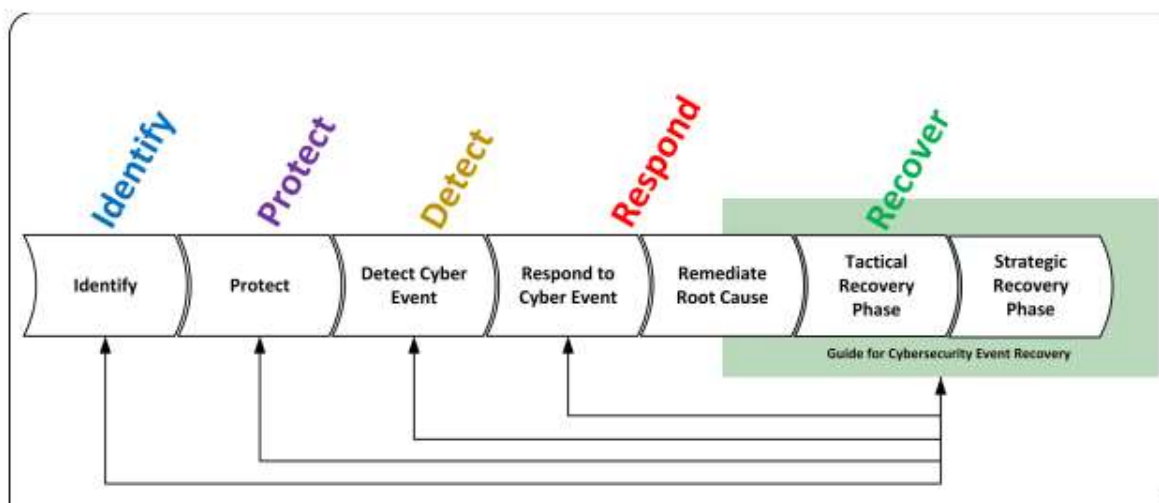 Identify
Protect
Detect
Respond
Recover
Identify
Protect
Detect Cyber
Event
Respond to
Cyber Event
Remediate
Root Cause
Tactical
Recovery
Phase
Strategic
Recovery
Phase
Guide for Cybersecurity Event Recovery